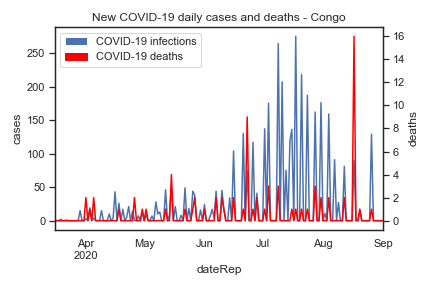 New COVID-19 daily cases and deaths - Congo
COVID-19 infections
COVID-19 deaths
250
200
150
100
50
0
cases
16
14
12
10
8
6
4
2
0
deaths
Apr
2020
May
Jun
Jul
Aug
Sep
dateRep